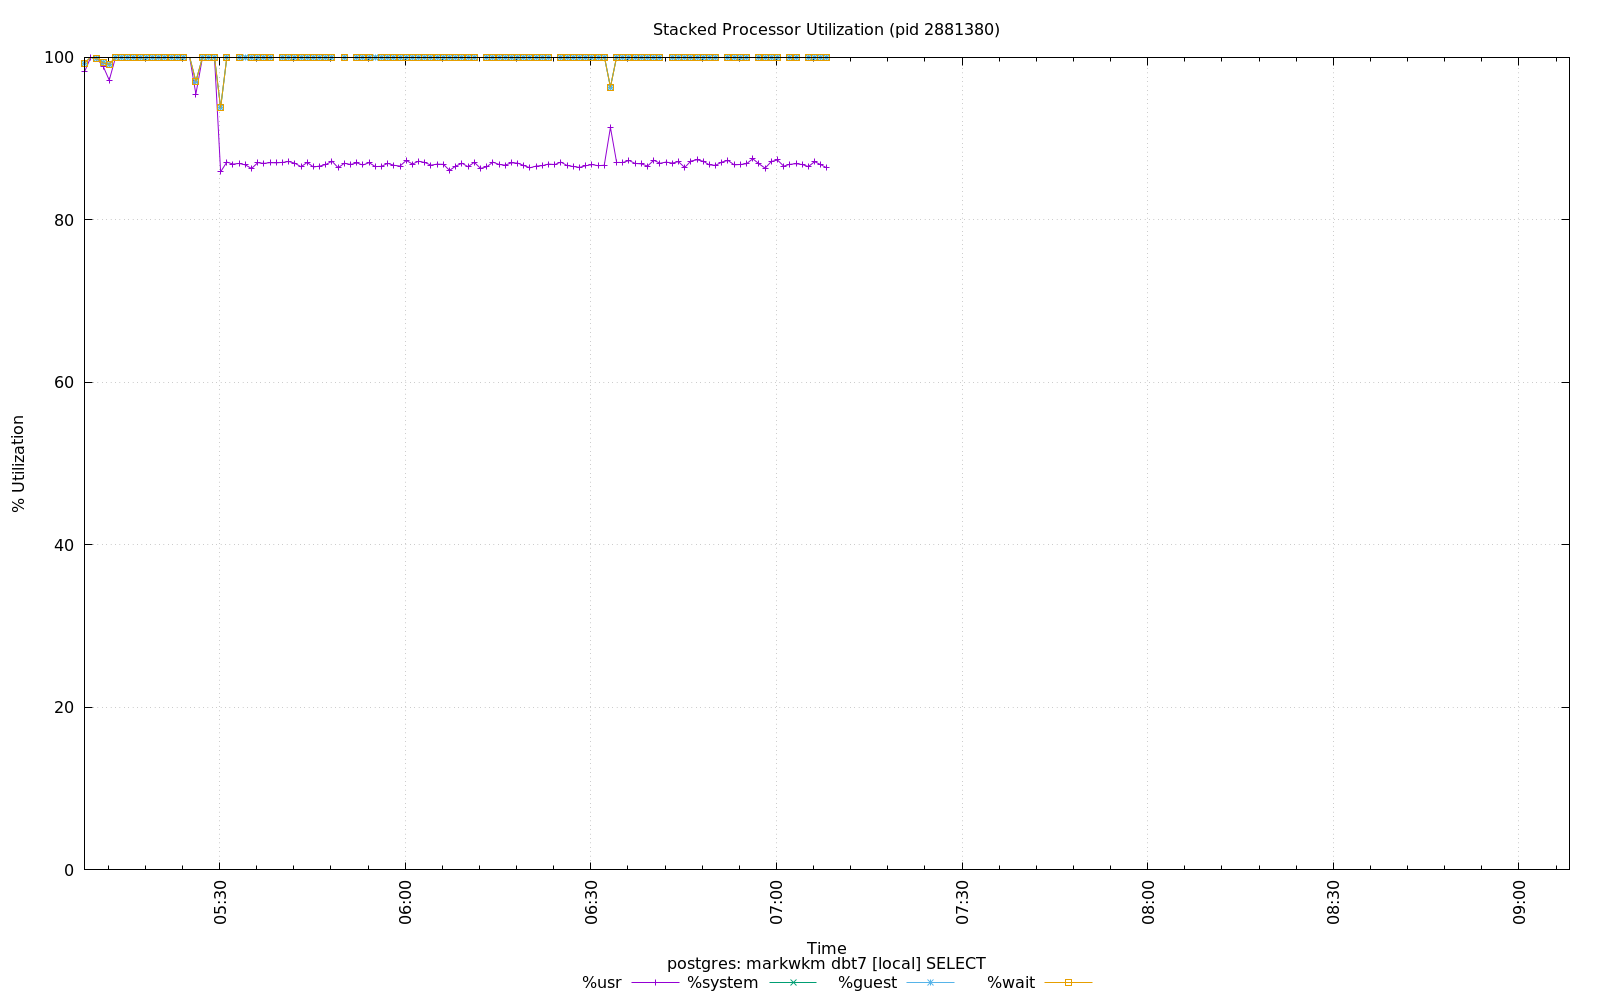 Stacked Processor Utilization (pid 2881380)
100
80
60
40
20
0
% Utilization
05:30
06:00
06:30
07:00
07:30
08:00
08:30
09:00
Time
postgres: markwkm dbt7 [local] SELECT
%usr %system %guest %wait